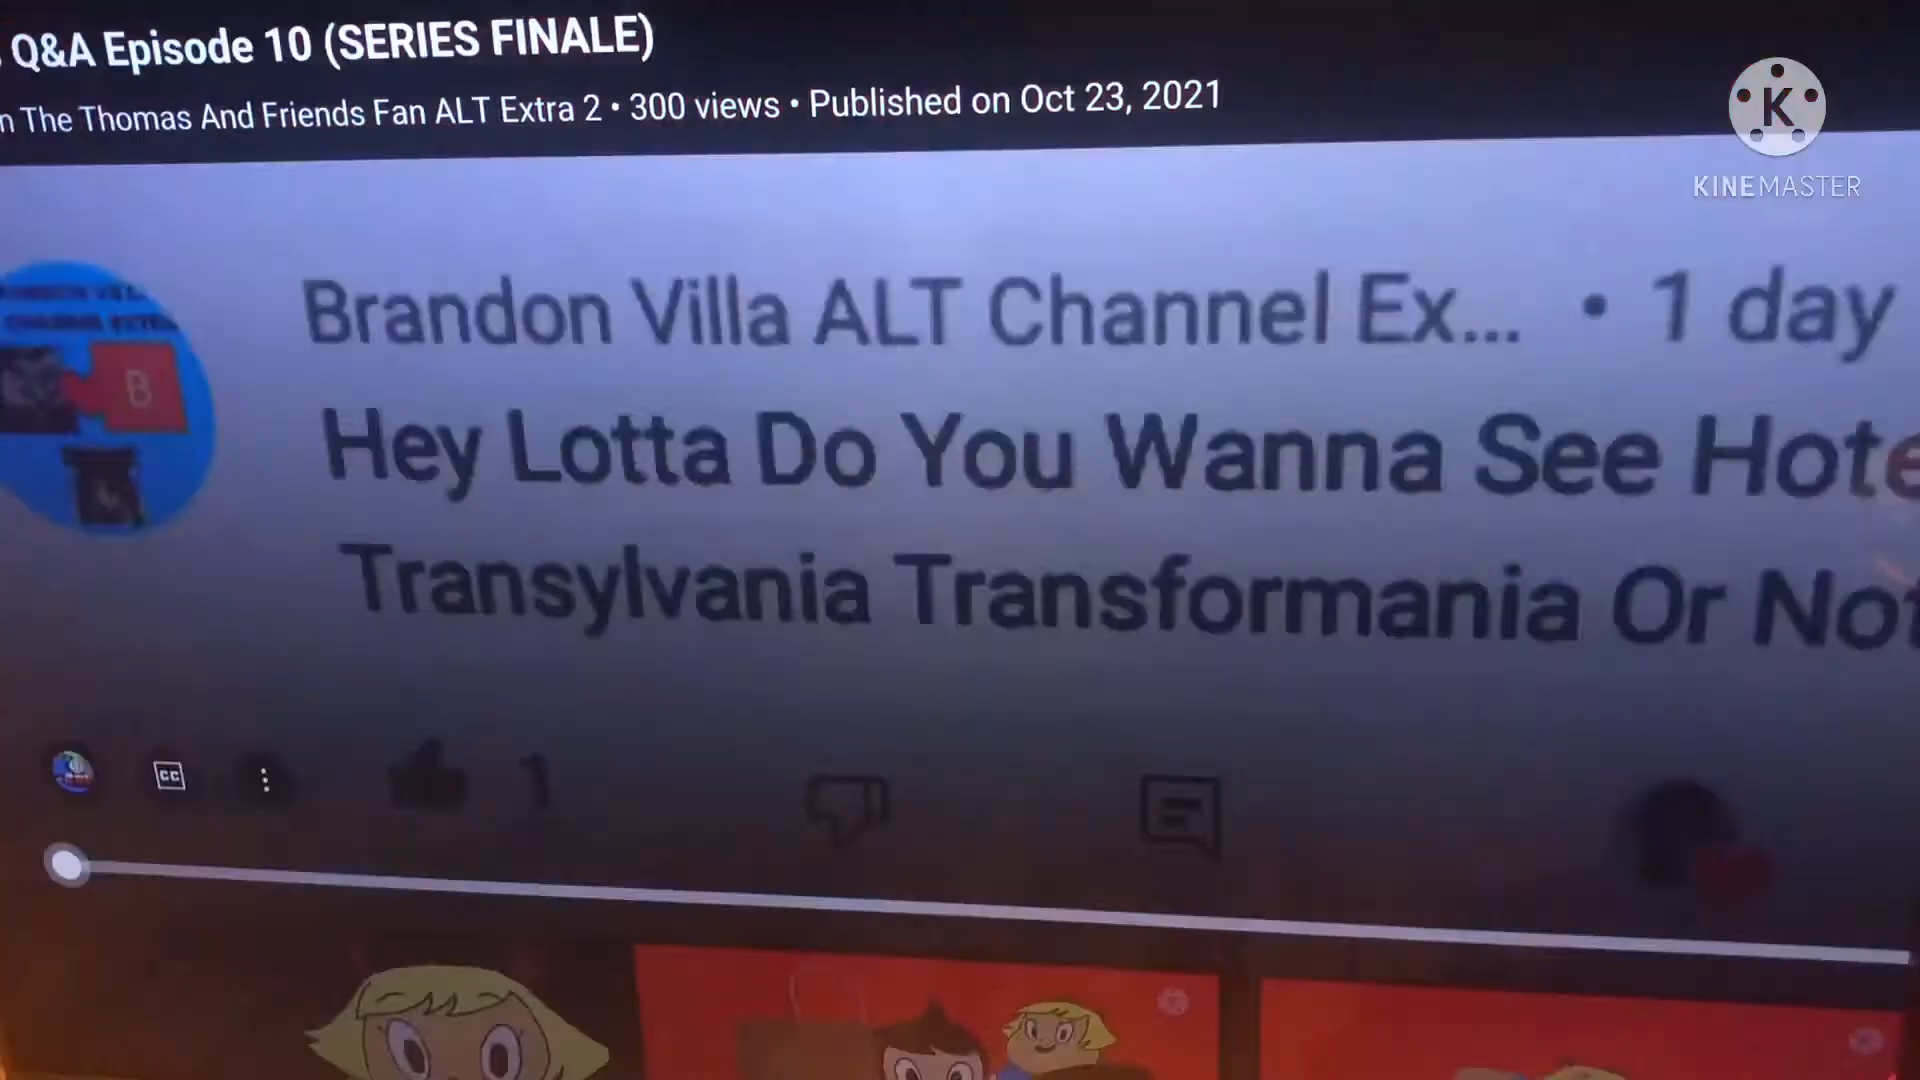 Q&A Episode 10 (SERIES FINALE)
n The Thomas And Friends Fan ALT Extra 2 • 300 views • Published on Oct 23, 2021
K
KINEMASTER
Brandon Villa ALT Channel Ex... • 1 day
B
Hey Lotta Do You Wanna See Hote
Transylvania Transformania Or Not
CC
1